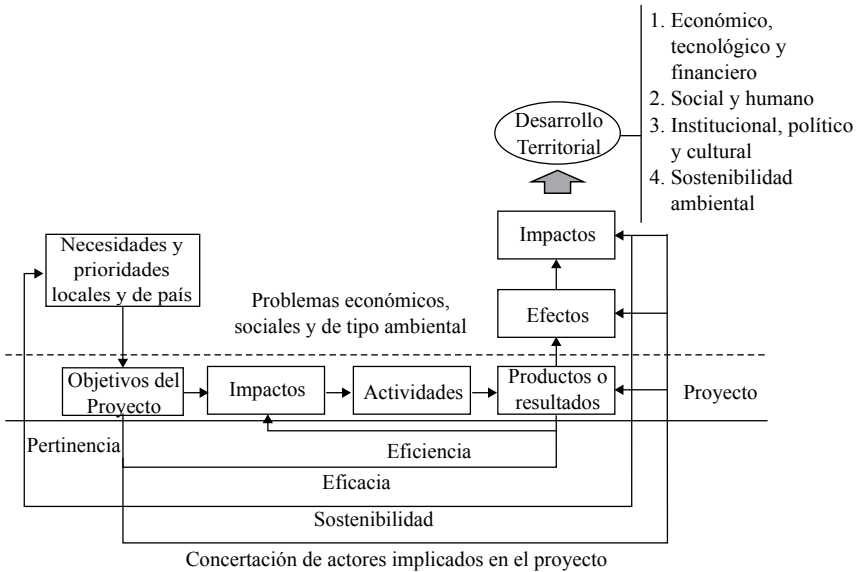 1. Económico,
tecnológico y
financiero
2. Social y humano
3. Institucional, político
y cultural
4. Sostenibilidad
ambiental
Desarrollo
Territorial
Impactos
Necesidades y
prioridades
locales y de país
Problemas económicos,
sociales y de tipo ambiental
Efectos
Objetivos del
Proyecto
Impactos
Actividades
Productos o
resultados
Proyecto
Pertinencia
Eficiencia
Eficacia
Sostenibilidad
Concertación de actores implicados en el proyecto